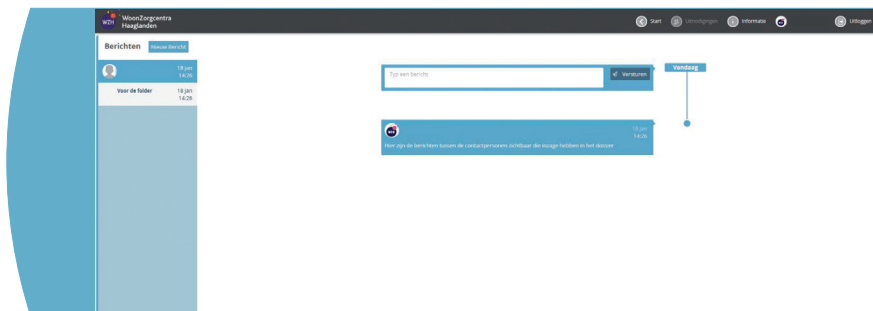 WZH
WoonZorgcentra
Haaglanden
Start
Uitnodigingen
Informatie
Uitloggen
Berichten
Nieuw bericht
18 jan
14:26
Voor de folder
18 jan
14:26
Typ een bericht
Versturen
Vandaag
18 jan
14:26
Hier zijn de berichten tussen de contactpersonen zichtbaar die inzage hebben in het dossier